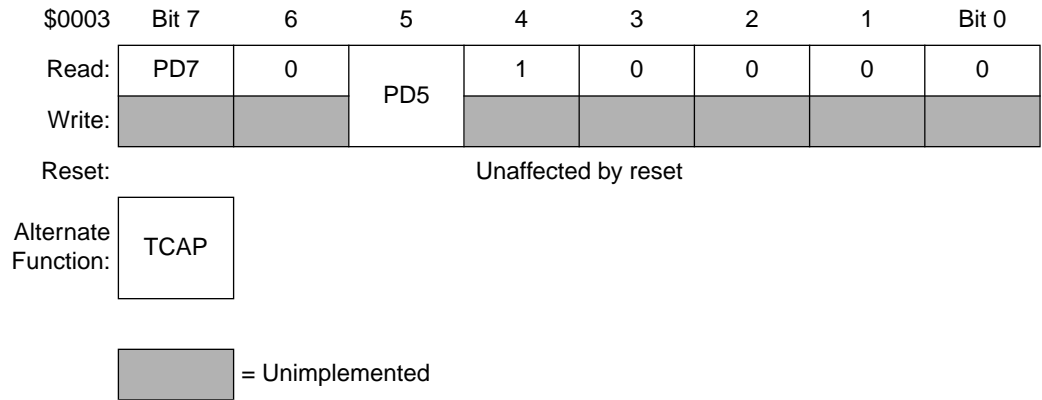 $0003 Bit 7 6 5 4 3 2 1 Bit 0
Read: PD7 0 PD5 1 0 0 0 0
Write:
Reset: Unaffected by reset
Alternate
Function: TCAP
= Unimplemented